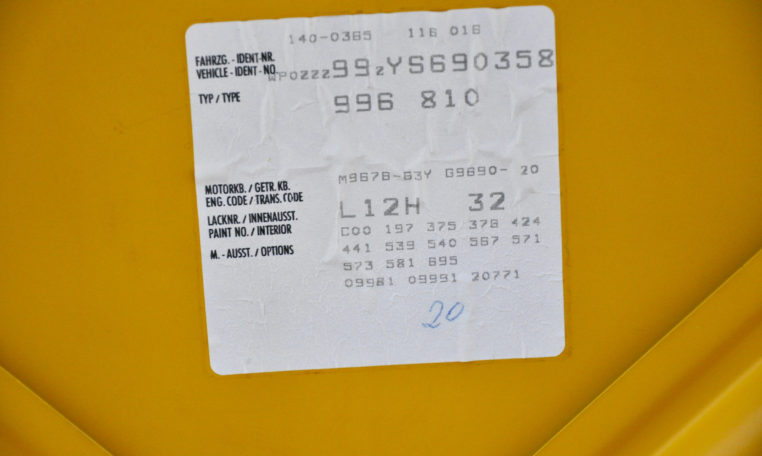 140-0365 116 016
FAHRZG. - IDENT-NR.
VEHICLE - IDENT - NO. WP0ZZZ99ZYS690358
TYP / TYPE 996 810
MOTORKB. / GETR. KB. M967B-G3Y G9690- 20
ENG. CODE / TRANS. CODE
LACKNR. / INNENAUSST. L12H 32
PAINT NO. / INTERIOR C00 197 375 378 424
M. - AUSST. / OPTIONS 441 539 540 567 571
573 581 695
09981 09991 20771
20